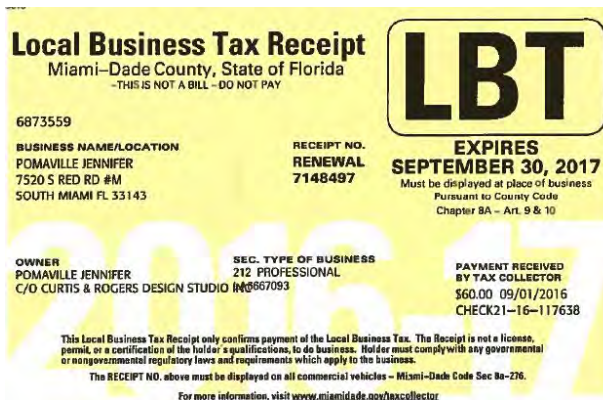 Local Business Tax Receipt
Miami–Dade County, State of Florida
–THIS IS NOT A BILL – DO NOT PAY
LBT
6873559
BUSINESS NAME/LOCATION
POMAVILLE JENNIFER
7520 S RED RD #M
SOUTH MIAMI FL 33143
RECEIPT NO.
RENEWAL
7148497
EXPIRES
SEPTEMBER 30, 2017
Must be displayed at place of business
Pursuant to County Code
Chapter 8A – Art. 9 & 10
OWNER
POMAVILLE JENNIFER
C/O CURTIS & ROGERS DESIGN STUDIO INC
SEC. TYPE OF BUSINESS
212 PROFESSIONAL
LA6667093
PAYMENT RECEIVED
BY TAX COLLECTOR
$60.00 09/01/2016
CHECK21–16–117638
2016 17
This Local Business Tax Receipt only confirms payment of the Local Business Tax. The Receipt is not a license,
permit, or a certification of the holder's qualifications, to do business. Holder must comply with any governmental
or nongovernmental regulatory laws and requirements which apply to the business.
The RECEIPT NO. above must be displayed on all commercial vehicles – Miami–Dade Code Sec 8a–276.
For more information, visit www.miamidade.gov/taxcollector